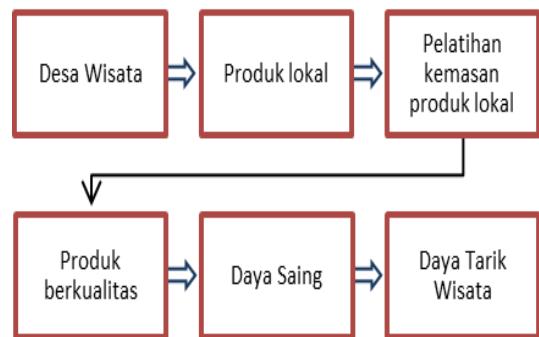 Desa Wisata
Produk lokal
Pelatihan
kemasan
produk lokal
Produk
berkualitas
Daya Saing
Daya Tarik
Wisata